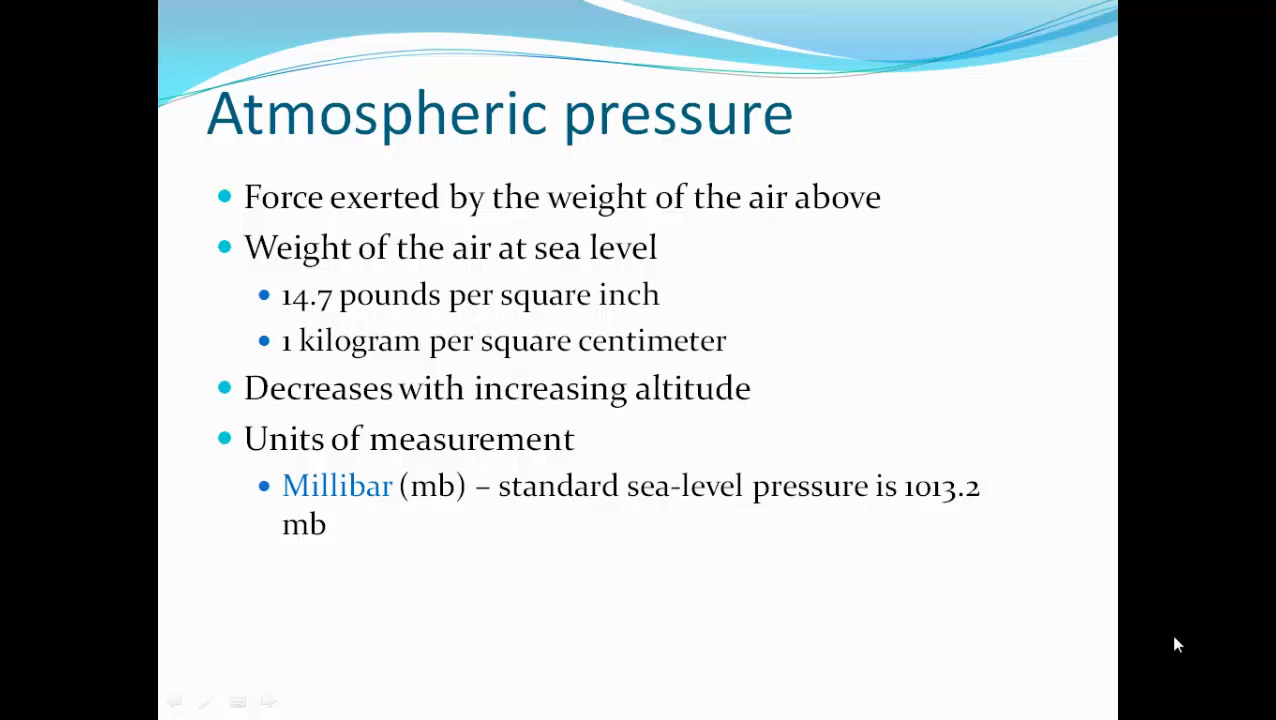 Atmospheric pressure
• Force exerted by the weight of the air above
• Weight of the air at sea level
• 14.7 pounds per square inch
• 1 kilogram per square centimeter
• Decreases with increasing altitude
• Units of measurement
• Millibar (mb) – standard sea-level pressure is 1013.2
mb